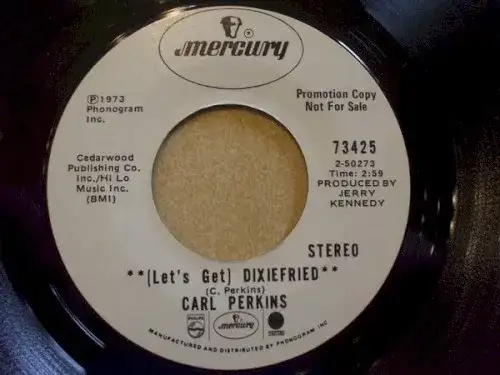 mercury
®
℗ 1973
Phonogram
Inc.
Promotion Copy
Not For Sale
Cedarwood
Publishing Co.
Inc./Hi Lo
Music Inc.
(BMI)
73425
2-50273
Time: 2:59
PRODUCED BY
JERRY
KENNEDY
STEREO
**(Let's Get) DIXIEFRIED**
(C. Perkins)
CARL PERKINS
PHILIPS
mercury
MANUFACTURED AND DISTRIBUTED BY PHONOGRAM INC